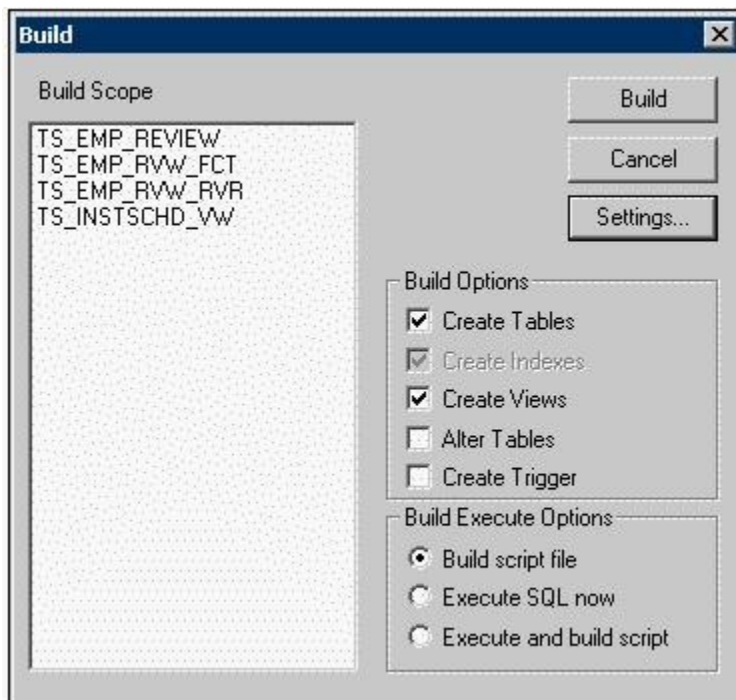 Build
Build Scope
TS_EMP_REVIEW
TS_EMP_RVW_FCT
TS_EMP_RVW_RVR
TS_INSTSCHD_VW
Build
Cancel
Settings...
Build Options
Create Tables
Create Indexes
Create Views
Alter Tables
Create Trigger
Build Execute Options
Build script file
Execute SQL now
Execute and build script